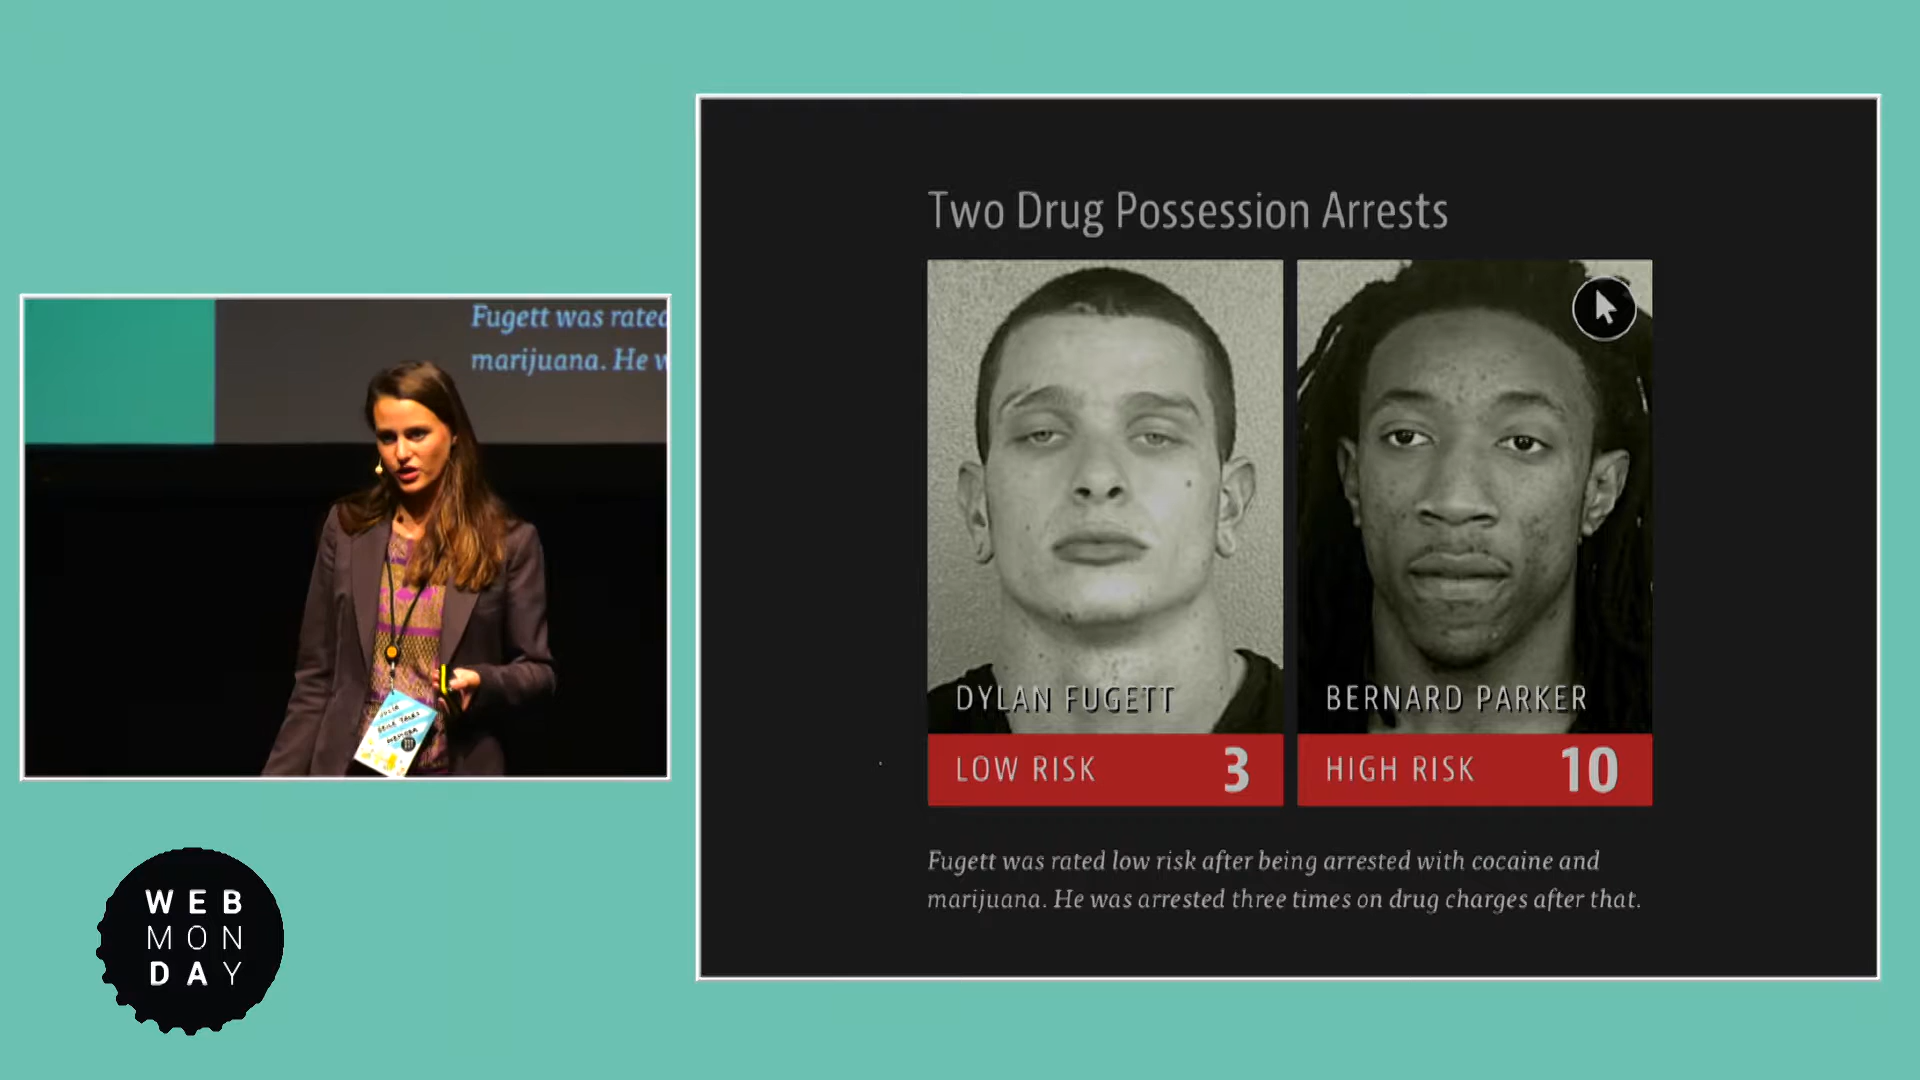 Fugett was rated
marijuana. He w
WEB
MON
DAY
Two Drug Possession Arrests
DYLAN FUGETT
BERNARD PARKER
LOW RISK 3
HIGH RISK 10
Fugett was rated low risk after being arrested with cocaine and
marijuana. He was arrested three times on drug charges after that.